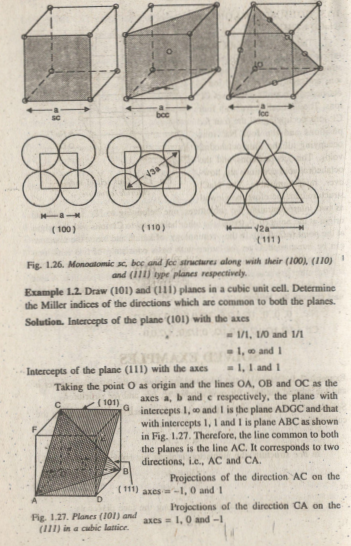 a
sc
a
bcc
a
fcc
a
(100)
√3a
(110)
√2a
(111)
Fig. 1.26. Monoatomic sc, bcc and fcc structures along with their (100), (110)
and (111) type planes respectively.
Example 1.2. Draw (101) and (111) planes in a cubic unit cell. Determine
the Miller indices of the directions which are common to both the planes.
Solution. Intercepts of the plane (101) with the axes
= 1/1, 1/0 and 1/1
= 1, ∞ and 1
Intercepts of the plane (111) with the axes = 1, 1 and 1
Taking the point O as origin and the lines OA, OB and OC as the
axes a, b and c respectively, the plane with
intercepts 1, ∞ and 1 is the plane ADGC and that
with intercepts 1, 1 and 1 is plane ABC as shown
in Fig. 1.27. Therefore, the line common to both
the planes is the line AC. It corresponds to two
directions, i.e., AC and CA.
Projections of the direction AC on the
axes = -1, 0 and 1
Projections of the direction CA on the
axes = 1, 0 and -1
C
(101)
G
F
B
A
D
(111)
Fig. 1.27. Planes (101) and
(111) in a cubic lattice.